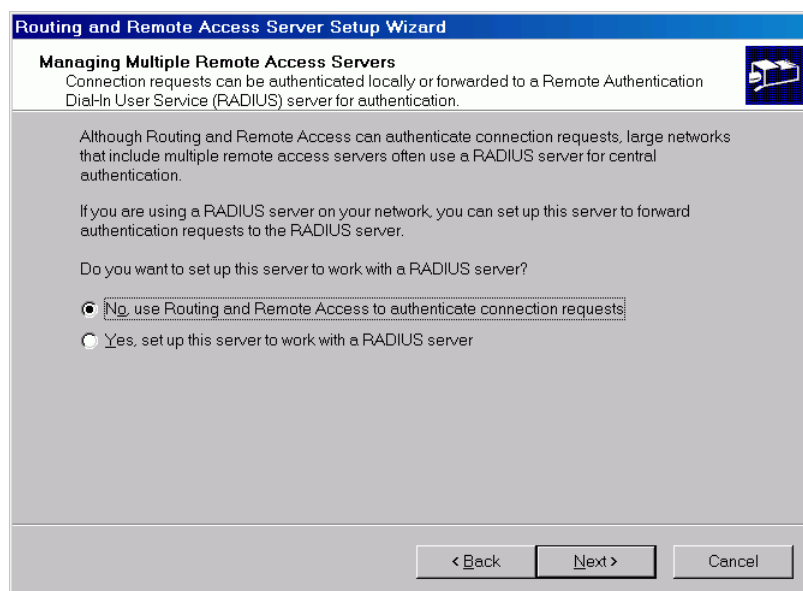 Routing and Remote Access Server Setup Wizard
Managing Multiple Remote Access Servers
Connection requests can be authenticated locally or forwarded to a Remote Authentication
Dial-In User Service (RADIUS) server for authentication.
Although Routing and Remote Access can authenticate connection requests, large networks
that include multiple remote access servers often use a RADIUS server for central
authentication.
If you are using a RADIUS server on your network, you can set up this server to forward
authentication requests to the RADIUS server.
Do you want to set up this server to work with a RADIUS server?
No, use Routing and Remote Access to authenticate connection requests
Yes, set up this server to work with a RADIUS server
< Back
Next >
Cancel